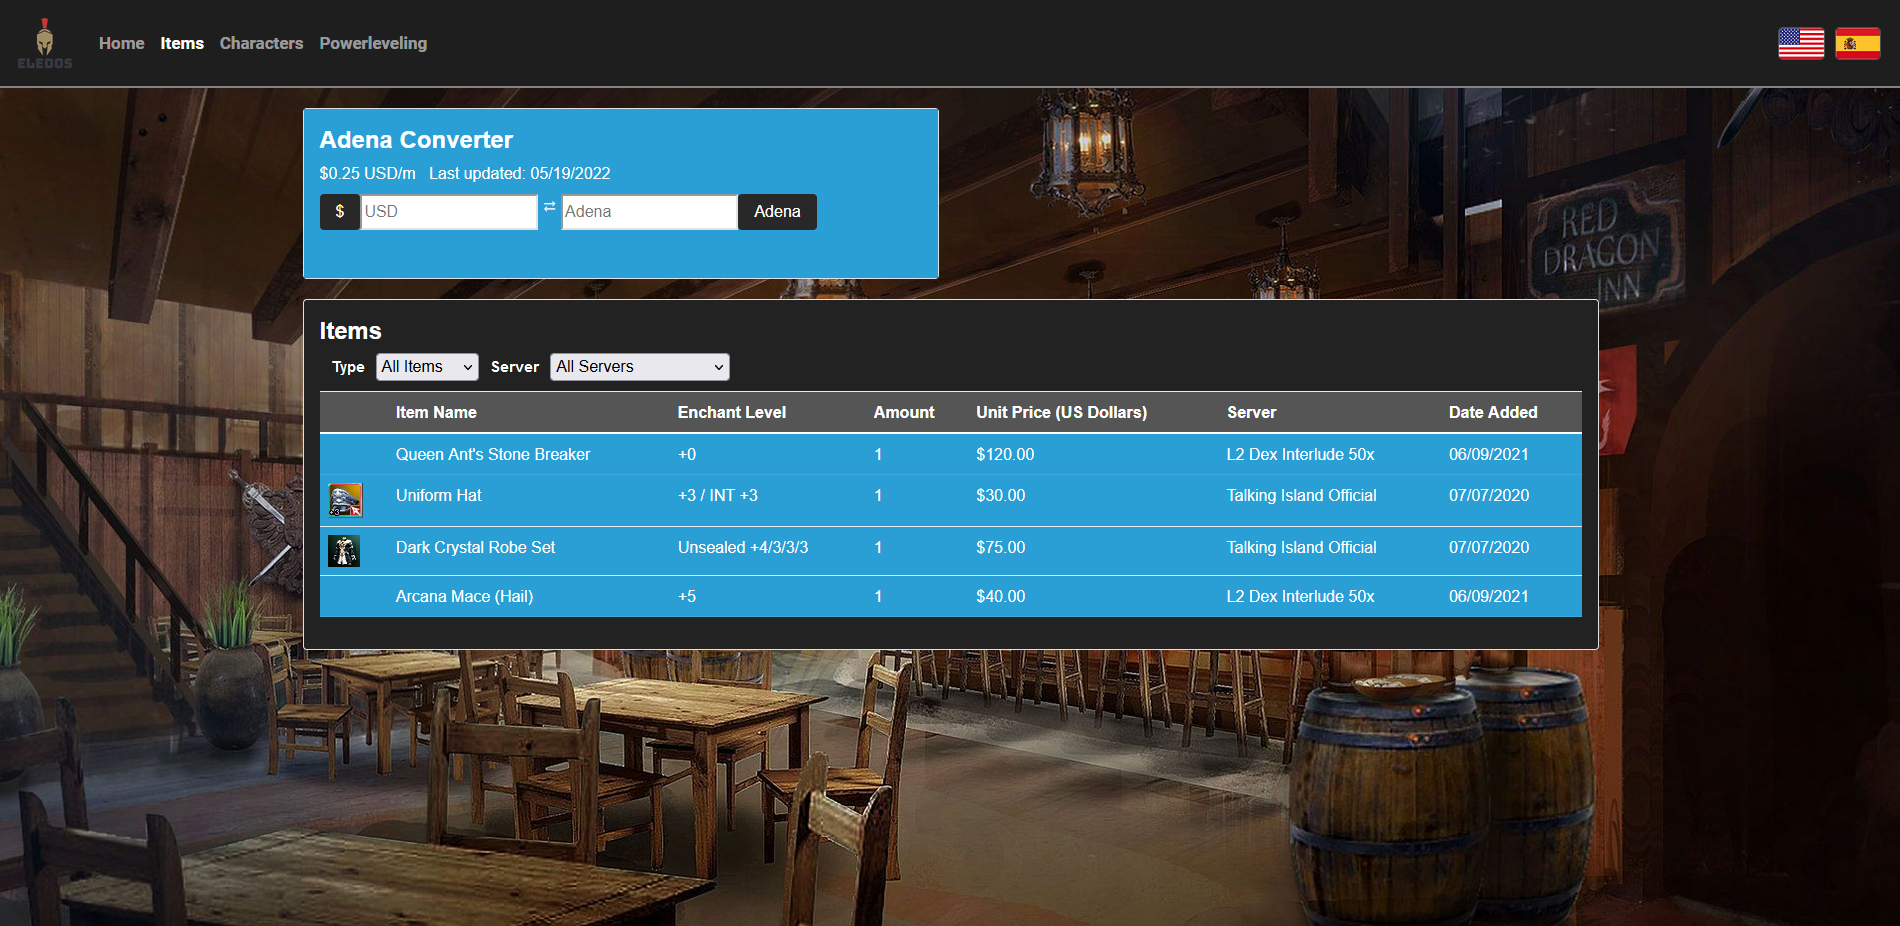 ELEDOS
Home Items Characters Powerleveling
Adena Converter
$0.25 USD/m Last updated: 05/19/2022
$ USD ⇄ Adena Adena
RED
DRAGON
INN
Items
Type All Items Server All Servers
Item Name Enchant Level Amount Unit Price (US Dollars) Server Date Added
Queen Ant's Stone Breaker +0 1 $120.00 L2 Dex Interlude 50x 06/09/2021
+3
Uniform Hat +3 / INT +3 1 $30.00 Talking Island Official 07/07/2020
Dark Crystal Robe Set Unsealed +4/3/3/3 1 $75.00 Talking Island Official 07/07/2020
Arcana Mace (Hail) +5 1 $40.00 L2 Dex Interlude 50x 06/09/2021